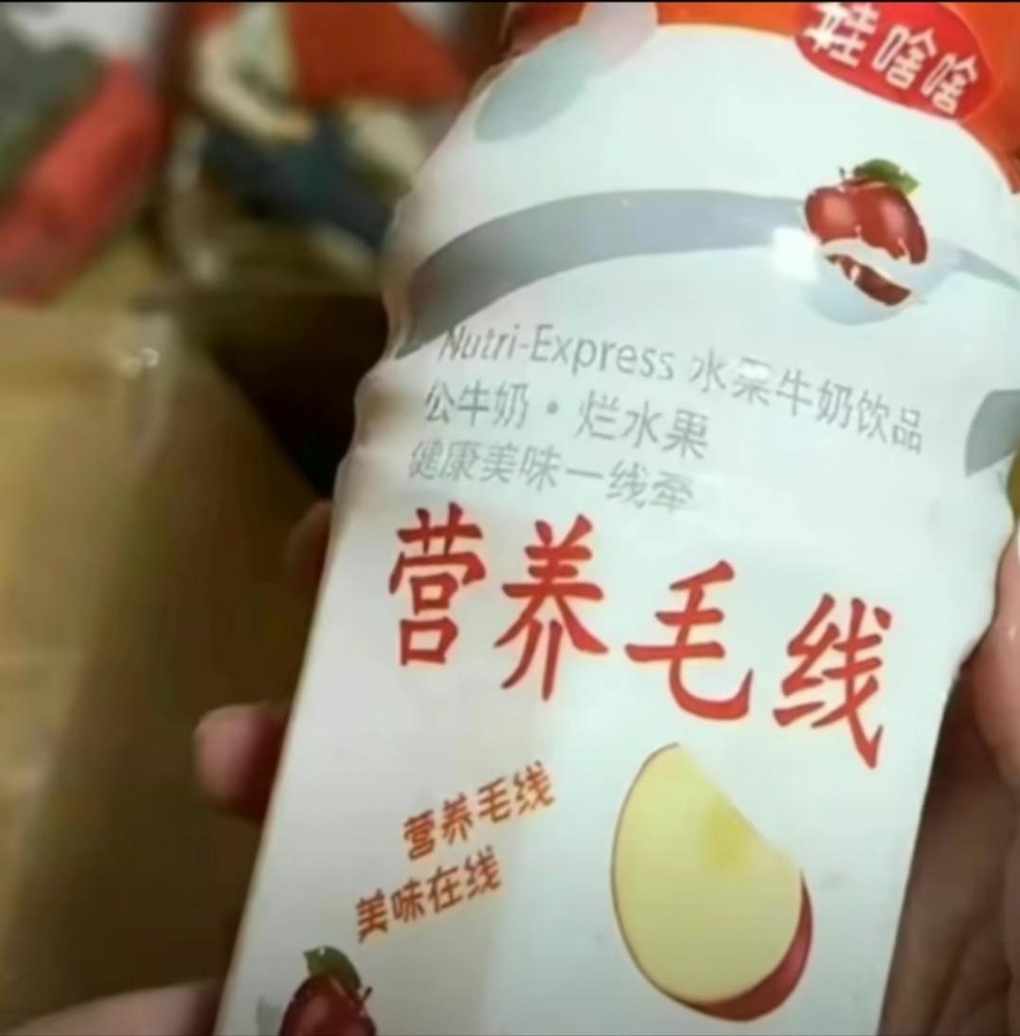 娃啥啥
Nutri-Express 水果牛奶饮品
公牛奶·烂水果
健康美味一线牵
营养毛线
营养毛线
美味在线